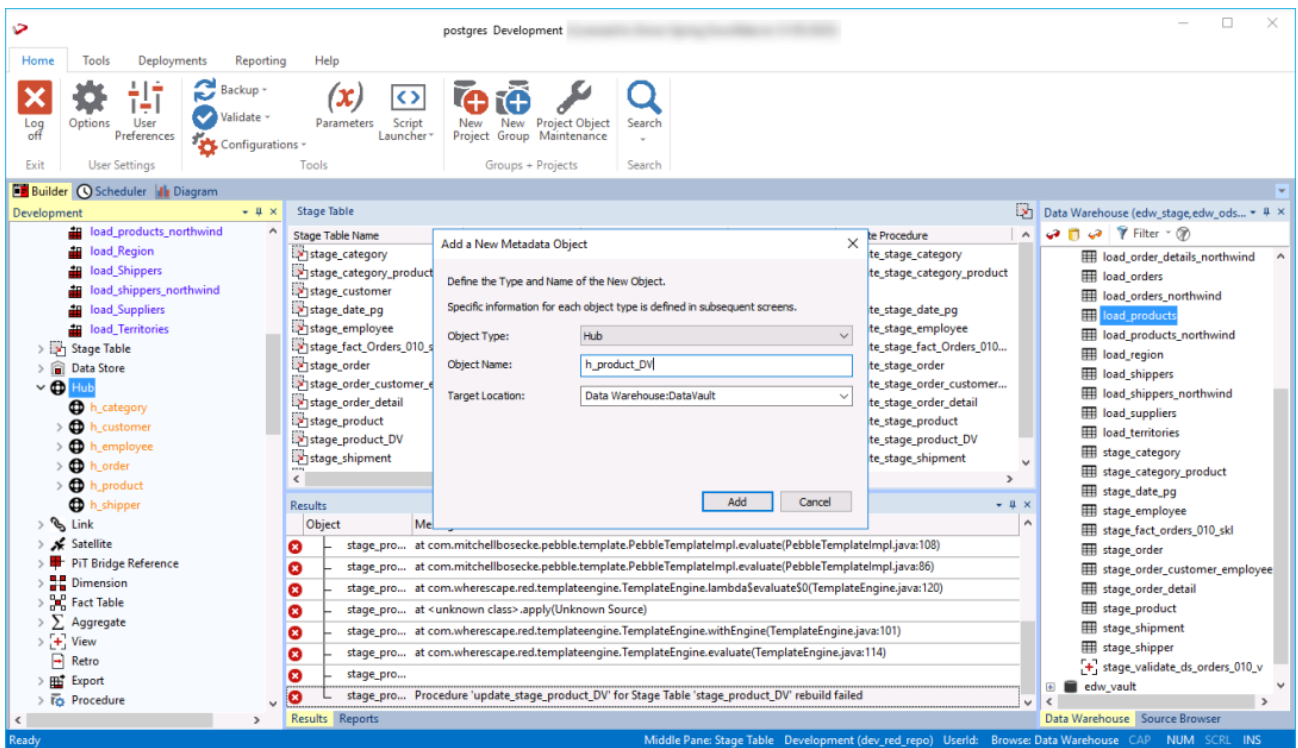 postgres Development
Home Tools Deployments Reporting Help
Log off
Options
User Preferences
Backup
Validate
Configurations
Parameters
Script Launcher
New Project
New Group
Project Object Maintenance
Search
Exit User Settings Tools Groups + Projects Search
Builder Scheduler Diagram
Development
load_products_northwind
load_Region
load_Shippers
load_shippers_northwind
load_Suppliers
load_Territories
Stage Table
Data Store
Hub
h_category
h_customer
h_employee
h_order
h_product
h_shipper
Link
Satellite
PiT Bridge Reference
Dimension
Fact Table
Aggregate
View
Retro
Export
Procedure
Stage Table
Stage Table Name te Procedure
stage_category te_stage_category
stage_category_product te_stage_category_product
stage_customer
stage_date_pg te_stage_date_pg
stage_employee te_stage_employee
stage_fact_Orders_010_s te_stage_fact_Orders_010...
stage_order te_stage_order
stage_order_customer_e te_stage_order_customer...
stage_order_detail te_stage_order_detail
stage_product te_stage_product
stage_product_DV te_stage_product_DV
stage_shipment te_stage_shipment
Add a New Metadata Object
Define the Type and Name of the New Object.
Specific information for each object type is defined in subsequent screens.
Object Type: Hub
Object Name: h_product_DV
Target Location: Data Warehouse:DataVault
Add Cancel
Results
Object Me
stage_pro... at com.mitchellbosecke.pebble.template.PebbleTemplateImpl.evaluate(PebbleTemplateImpl.java:108)
stage_pro... at com.mitchellbosecke.pebble.template.PebbleTemplateImpl.evaluate(PebbleTemplateImpl.java:86)
stage_pro... at com.wherescape.red.templateengine.TemplateEngine.lambda$evaluate$0(TemplateEngine.java:120)
stage_pro... at <unknown class>.apply(Unknown Source)
stage_pro... at com.wherescape.red.templateengine.TemplateEngine.withEngine(TemplateEngine.java:101)
stage_pro... at com.wherescape.red.templateengine.TemplateEngine.evaluate(TemplateEngine.java:114)
stage_pro...
stage_pro... Procedure 'update_stage_product_DV' for Stage Table 'stage_product_DV' rebuild failed
Results Reports
Data Warehouse (edw_stage,edw_ods...
Filter
load_order_details_northwind
load_orders
load_orders_northwind
load_products
load_products_northwind
load_region
load_shippers
load_shippers_northwind
load_suppliers
load_territories
stage_category
stage_category_product
stage_date_pg
stage_employee
stage_fact_orders_010_skl
stage_order
stage_order_customer_employee
stage_order_detail
stage_product
stage_shipment
stage_shipper
stage_validate_ds_orders_010_v
edw_vault
Data Warehouse Source Browser
Ready Middle Pane: Stage Table Development (dev_red_repo) UserId: Browse: Data Warehouse CAP NUM SCRL INS